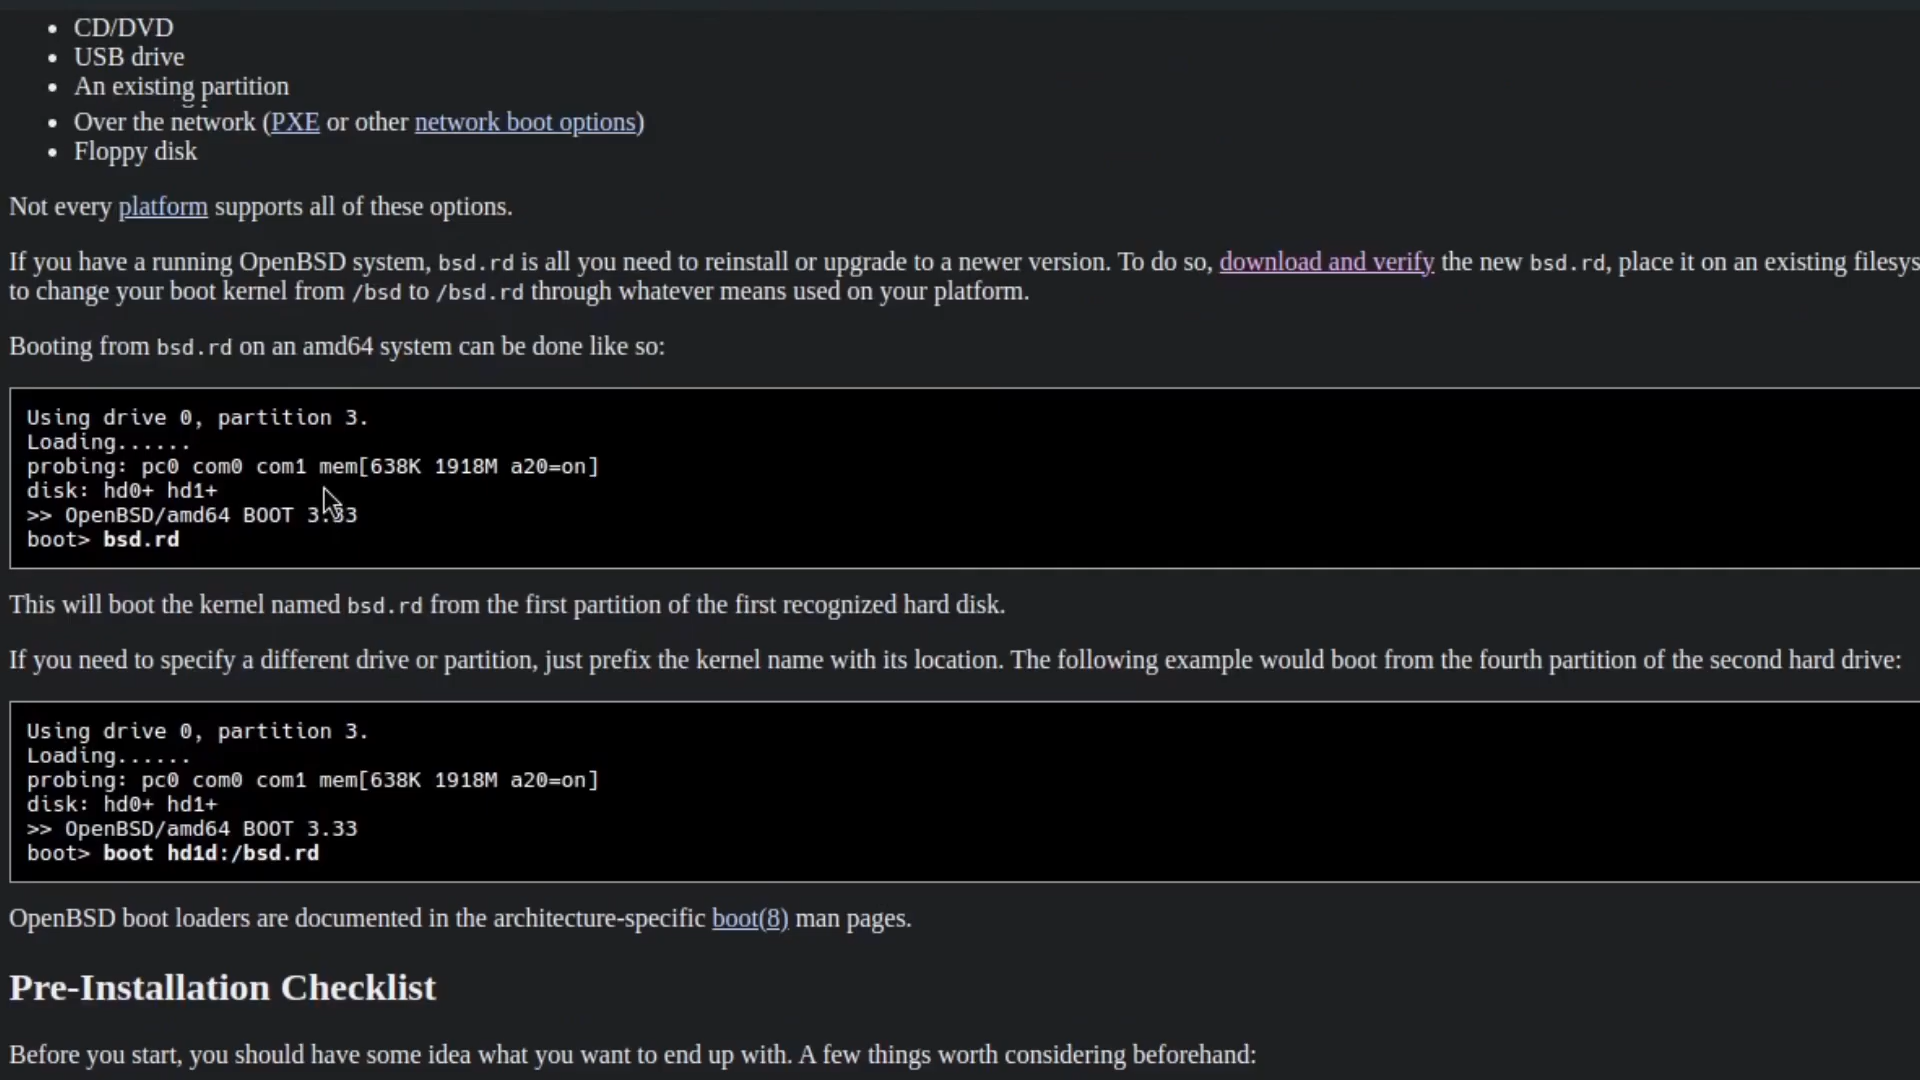 CD/DVD
USB drive
An existing partition
Over the network (PXE or other network boot options)
Floppy disk
Not every platform supports all of these options.
If you have a running OpenBSD system, bsd.rd is all you need to reinstall or upgrade to a newer version. To do so, download and verify the new bsd.rd, place it on an existing filesys
to change your boot kernel from /bsd to /bsd.rd through whatever means used on your platform.
Booting from bsd.rd on an amd64 system can be done like so:
Using drive 0, partition 3.
Loading......
probing: pc0 com0 com1 mem[638K 1918M a20=on]
disk: hd0+ hd1+
>> OpenBSD/amd64 BOOT 3.33
boot> bsd.rd
This will boot the kernel named bsd.rd from the first partition of the first recognized hard disk.
If you need to specify a different drive or partition, just prefix the kernel name with its location. The following example would boot from the fourth partition of the second hard drive:
Using drive 0, partition 3.
Loading......
probing: pc0 com0 com1 mem[638K 1918M a20=on]
disk: hd0+ hd1+
>> OpenBSD/amd64 BOOT 3.33
boot> boot hd1d:/bsd.rd
OpenBSD boot loaders are documented in the architecture-specific boot(8) man pages.
Pre-Installation Checklist
Before you start, you should have some idea what you want to end up with. A few things worth considering beforehand: